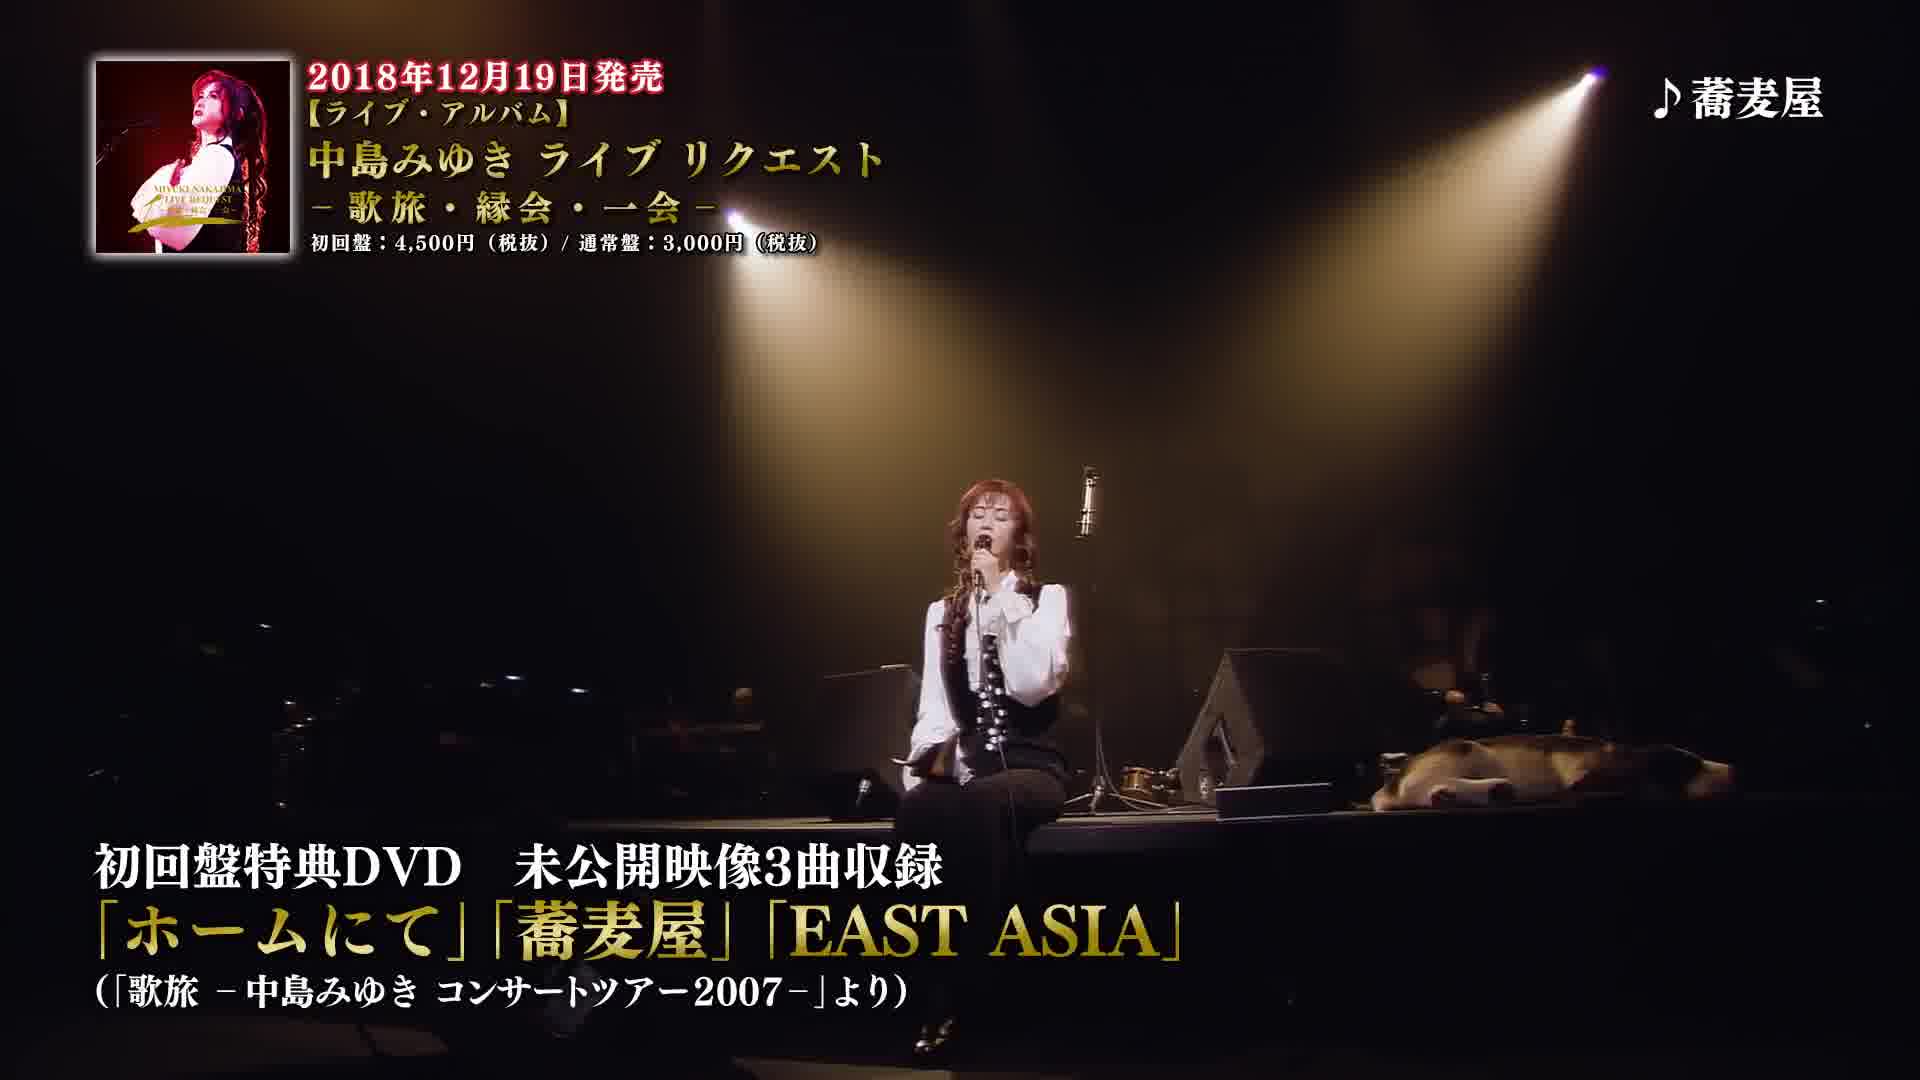 2018年12月19日発売
【ライブ・アルバム】
中島みゆき ライブ リクエスト
－歌旅・縁会・一会－
初回盤：4,500円（税抜）/ 通常盤：3,000円（税抜）
MIYUKI NAKAJIMA
LIVE REQUEST
♪蕎麦屋
初回盤特典DVD 未公開映像3曲収録
「ホームにて」「蕎麦屋」「EAST ASIA」
（「歌旅 －中島みゆき コンサートツアー2007－」より）